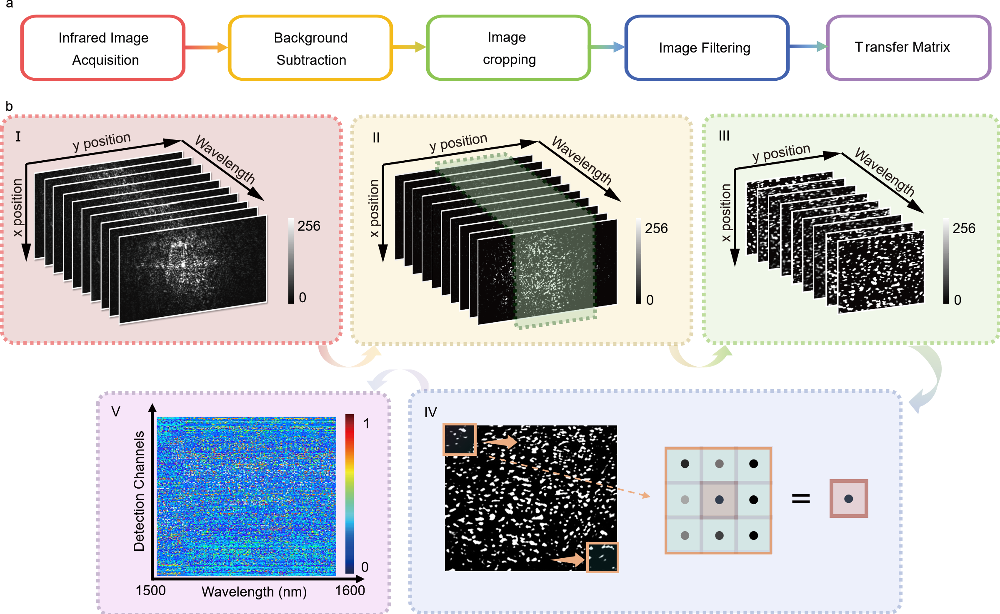 a
Infrared Image
Acquisition
Background
Subtraction
Image
cropping
Image Filtering
Transfer Matrix
b
I
y position
Wavelength
x position
256
0
II
y position
Wavelength
x position
256
0
III
y position
Wavelength
x position
256
0
V
Detection Channels
1
0
1500
Wavelength (nm)
1600
IV
=